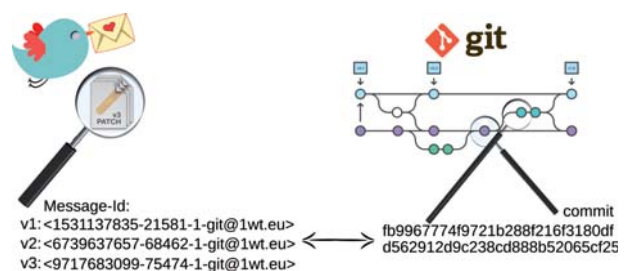 git
v3
PATCH
Message-Id:
v1:<1531137835-21581-1-git@1wt.eu>
v2:<6739637657-68462-1-git@1wt.eu>
v3:<9717683099-75474-1-git@1wt.eu>
commit
fb9967774f9721b288f216f3180df
d562912d9c238cd888b52065cf25